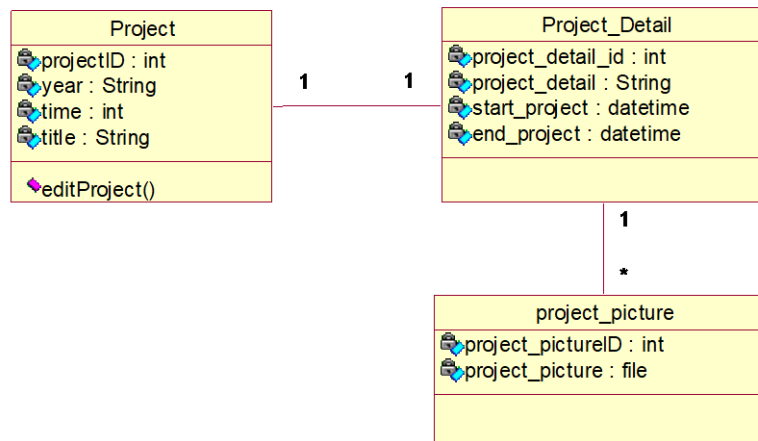 Project
projectID : int
year : String
time : int
title : String
editProject()
1
1
Project_Detail
project_detail_id : int
project_detail : String
start_project : datetime
end_project : datetime
1
*
project_picture
project_pictureID : int
project_picture : file